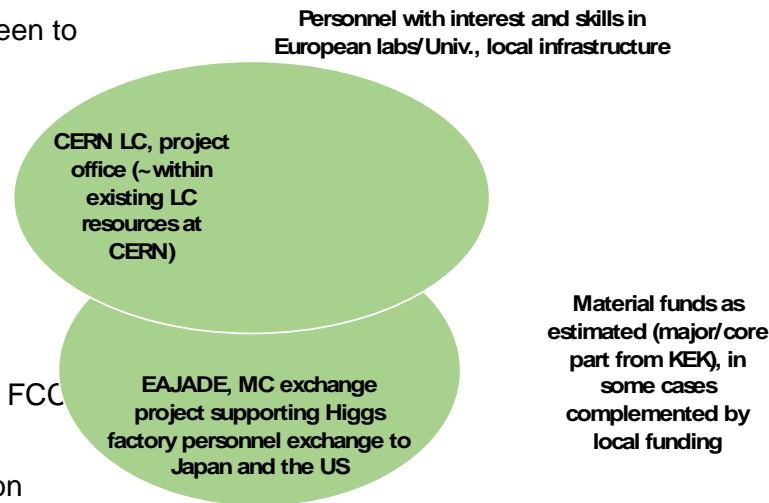 een to
Personnel with interest and skills in
European labs/Univ., local infrastructure
CERN LC, project
office (~within
existing LC
resources at
CERN)
Material funds as
estimated (major/core
part from KEK), in
some cases
complemented by
local funding
FCC
EAJADE, MC exchange
project supporting Higgs
factory personnel exchange to
Japan and the US
on